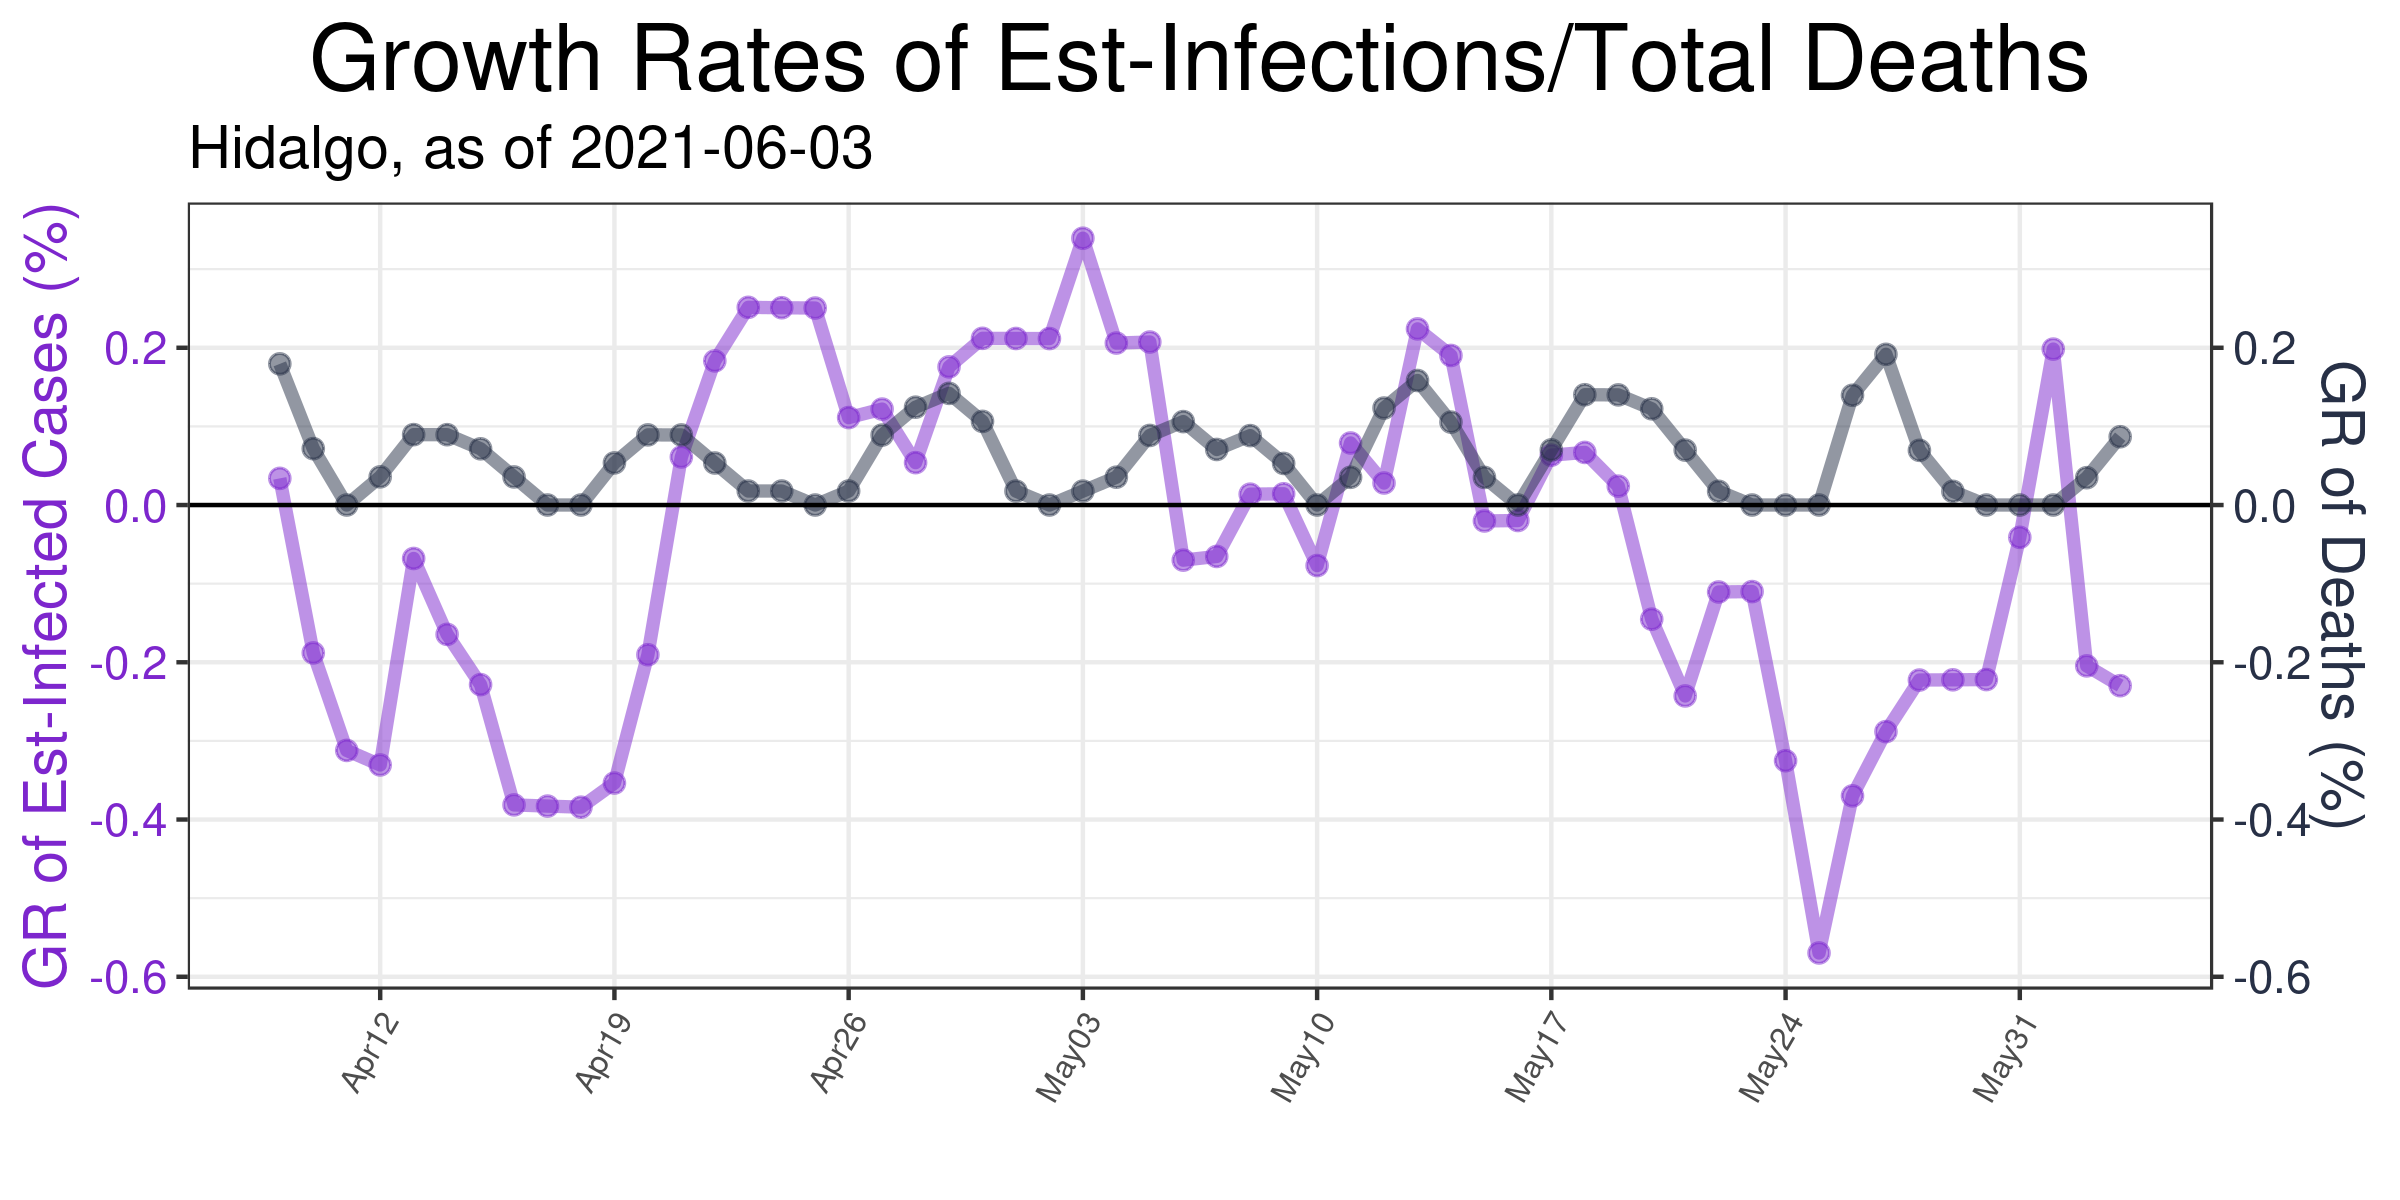 Growth Rates of Est-Infections/Total Deaths
Hidalgo, as of 2021-06-03
GR of Est-Infected Cases (%)
0.2
0.0
-0.2
-0.4
-0.6
0.2
0.0
-0.2
-0.4
-0.6
GR of Deaths (%)
Apr12
Apr19
Apr26
May03
May10
May17
May24
May31